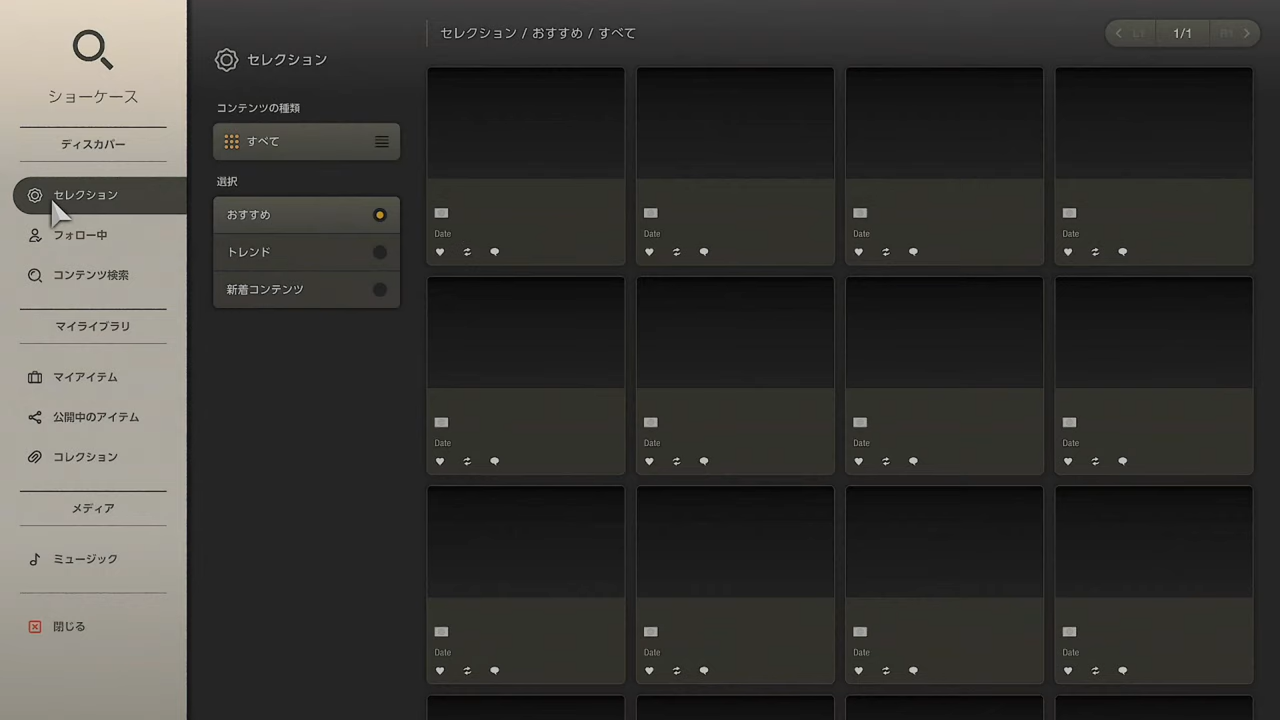 ショーケース
ディスカバー
セレクション
フォロー中
コンテンツ検索
マイライブラリ
マイアイテム
公開中のアイテム
コレクション
メディア
ミュージック
閉じる
セレクション
コンテンツの種類
すべて
選択
おすすめ
トレンド
新着コンテンツ
セレクション / おすすめ / すべて
L1 1/1 R1
Date Date Date Date
Date Date Date Date
Date Date Date Date